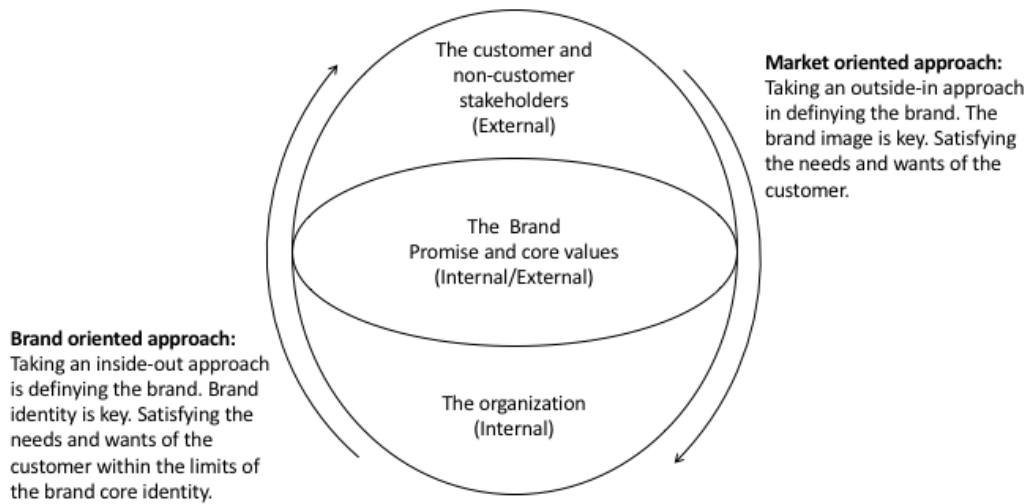 The customer and
non-customer
stakeholders
(External)
Market oriented approach:
Taking an outside-in approach
in definying the brand. The
brand image is key. Satisfying
the needs and wants of the
customer.
The Brand
Promise and core values
(Internal/External)
Brand oriented approach:
Taking an inside-out approach
is definying the brand. Brand
identity is key. Satisfying the
needs and wants of the
customer within the limits of
the brand core identity.
The organization
(Internal)